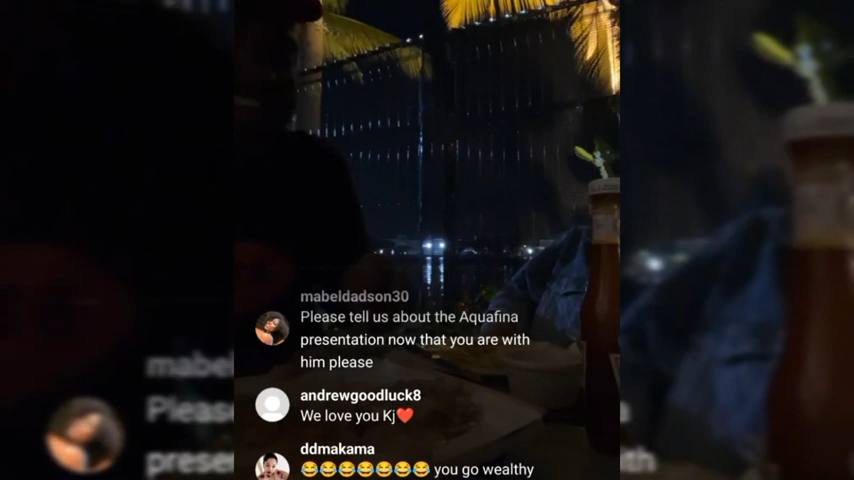 mabeldadson30
Please tell us about the Aquafina
presentation now that you are with
him please
andrewgoodluck8
We love you Kj❤️
ddmakama
😂😂😂😂😂😂😂 you go wealthy